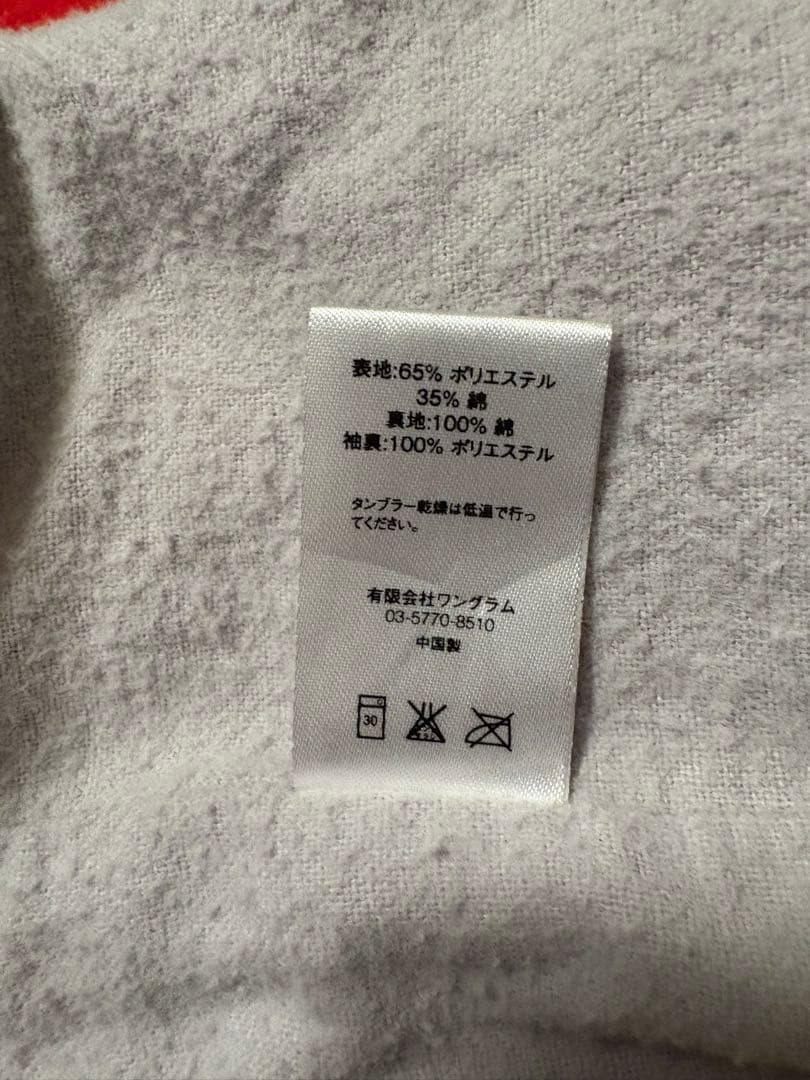 表地:65% ポリエステル
35% 綿
裏地:100% 綿
袖裏:100% ポリエステル
タンブラー乾燥は低温で行っ
てください。
有限会社ワングラム
03-5770-8510
中国製
30